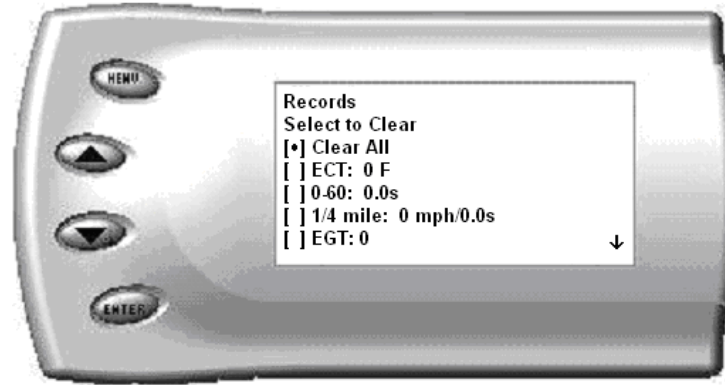 MENU
Records
Select to Clear
[•] Clear All
[ ] ECT: 0 F
[ ] 0-60: 0.0s
[ ] 1/4 mile: 0 mph/0.0s
[ ] EGT: 0
ENTER